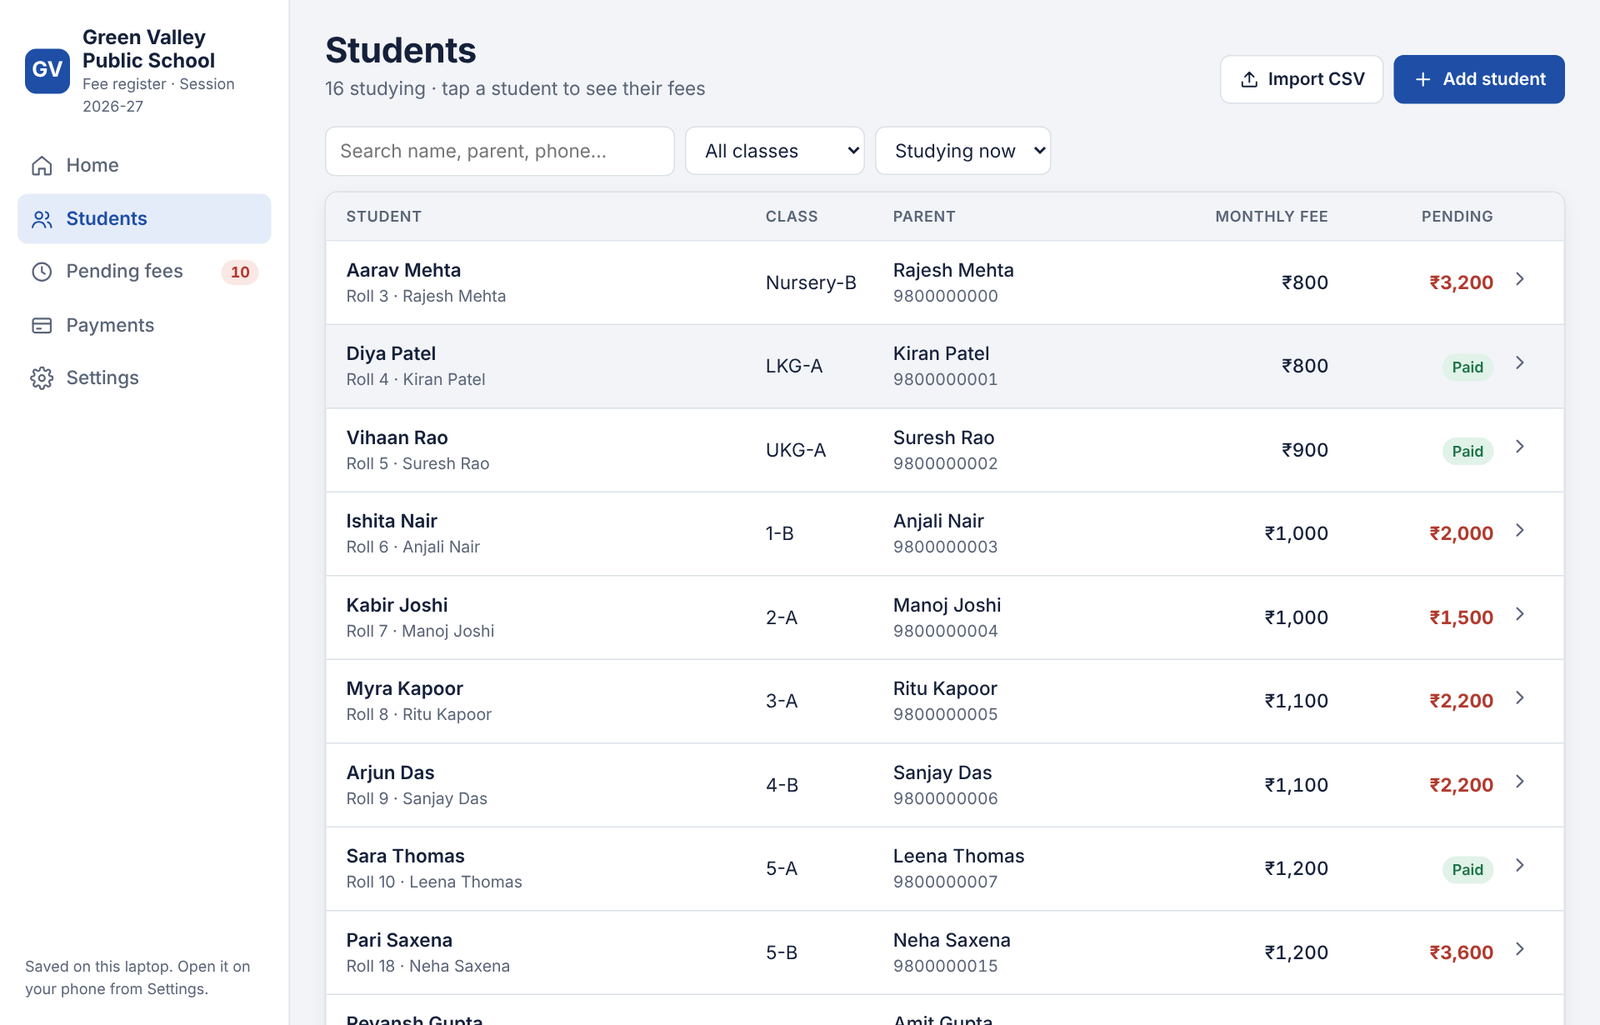 GV
Green Valley
Public School
Fee register · Session
2026-27
Home
Students
Pending fees 10
Payments
Settings
Saved on this laptop. Open it on
your phone from Settings.
Students
16 studying · tap a student to see their fees
Import CSV
Add student
Search name, parent, phone...
All classes
Studying now
STUDENT CLASS PARENT MONTHLY FEE PENDING
Aarav Mehta
Roll 3 · Rajesh Mehta
Nursery-B
Rajesh Mehta
9800000000
₹800
₹3,200
Diya Patel
Roll 4 · Kiran Patel
LKG-A
Kiran Patel
9800000001
₹800
Paid
Vihaan Rao
Roll 5 · Suresh Rao
UKG-A
Suresh Rao
9800000002
₹900
Paid
Ishita Nair
Roll 6 · Anjali Nair
1-B
Anjali Nair
9800000003
₹1,000
₹2,000
Kabir Joshi
Roll 7 · Manoj Joshi
2-A
Manoj Joshi
9800000004
₹1,000
₹1,500
Myra Kapoor
Roll 8 · Ritu Kapoor
3-A
Ritu Kapoor
9800000005
₹1,100
₹2,200
Arjun Das
Roll 9 · Sanjay Das
4-B
Sanjay Das
9800000006
₹1,100
₹2,200
Sara Thomas
Roll 10 · Leena Thomas
5-A
Leena Thomas
9800000007
₹1,200
Paid
Pari Saxena
Roll 18 · Neha Saxena
5-B
Neha Saxena
9800000015
₹1,200
₹3,600
Reyansh Gupta
Amit Gupta